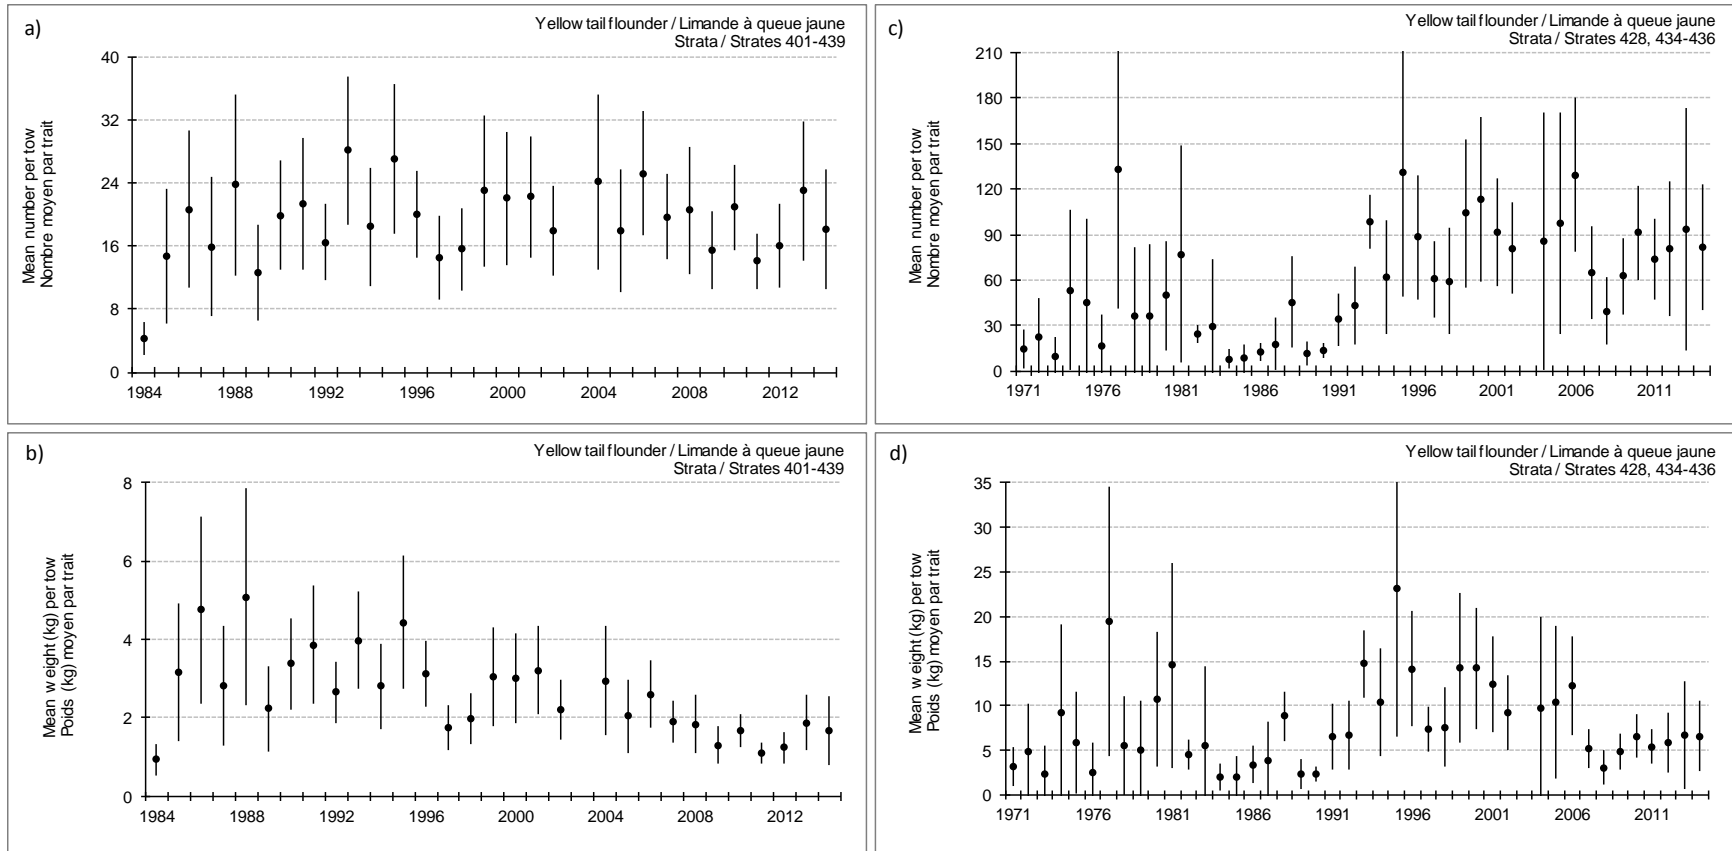 a)
Yellow tail flounder / Limande à queue jaune
Strata / Strates 401-439
Mean number per tow
Nombre moyen par trait
40
32
24
16
8
0
1984 1988 1992 1996 2000 2004 2008 2012
c)
Yellow tail flounder / Limande à queue jaune
Strata / Strates 428, 434-436
Mean number per tow
Nombre moyen par trait
210
180
150
120
90
60
30
0
1971 1976 1981 1986 1991 1996 2001 2006 2011
b)
Yellow tail flounder / Limande à queue jaune
Strata / Strates 401-439
Mean weight (kg) per tow
Poids (kg) moyen par trait
8
6
4
2
0
1984 1988 1992 1996 2000 2004 2008 2012
d)
Yellow tail flounder / Limande à queue jaune
Strata / Strates 428, 434-436
Mean weight (kg) per tow
Poids (kg) moyen par trait
35
30
25
20
15
10
5
0
1971 1976 1981 1986 1991 1996 2001 2006 2011